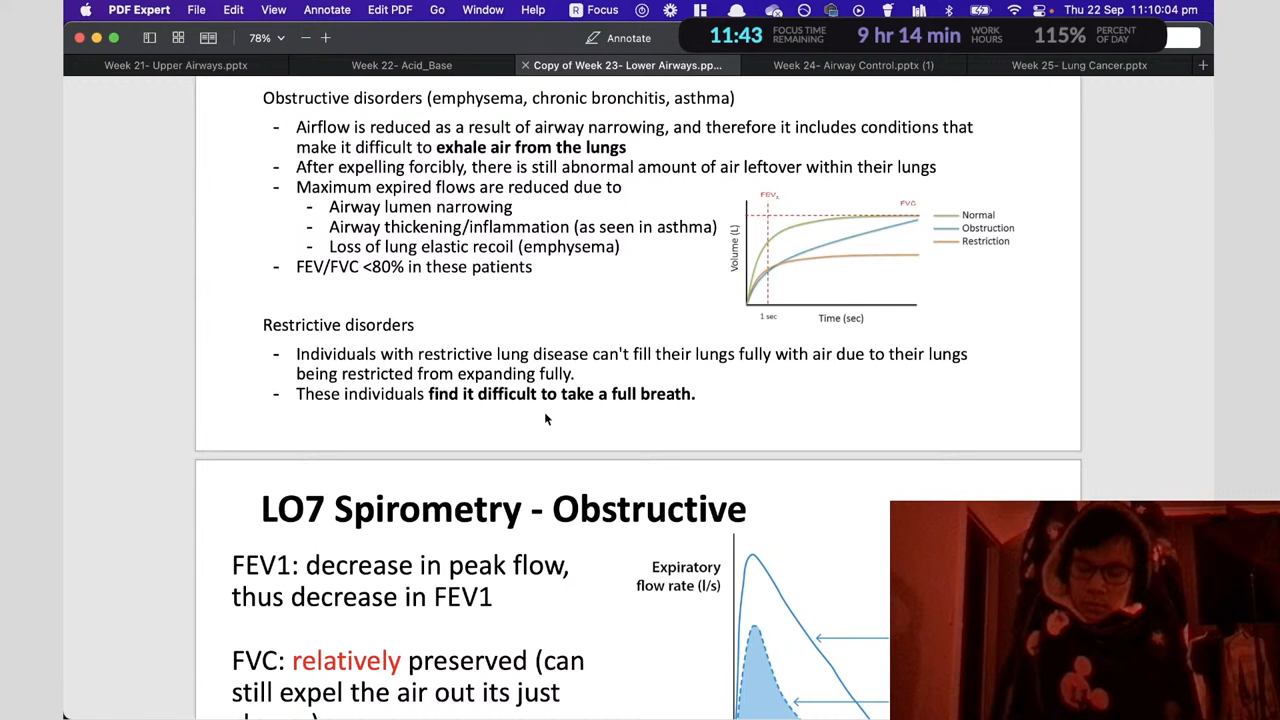 PDF Expert File Edit View Annotate Edit PDF Go Window Help Focus Thu 22 Sep 11:10:04 pm
78% Annotate 11:43 FOCUS TIME REMAINING 9 hr 14 min WORK HOURS 115% PERCENT OF DAY
Week 21- Upper Airways.pptx Week 22- Acid_Base Copy of Week 23- Lower Airways.pp... Week 24- Airway Control.pptx (1) Week 25- Lung Cancer.pptx
Obstructive disorders (emphysema, chronic bronchitis, asthma)
- Airflow is reduced as a result of airway narrowing, and therefore it includes conditions that
make it difficult to exhale air from the lungs
- After expelling forcibly, there is still abnormal amount of air leftover within their lungs
- Maximum expired flows are reduced due to
- Airway lumen narrowing
- Airway thickening/inflammation (as seen in asthma)
- Loss of lung elastic recoil (emphysema)
- FEV/FVC <80% in these patients
FEV1
FVC
Normal
Obstruction
Restriction
Volume (L)
1 sec
Time (sec)
Restrictive disorders
- Individuals with restrictive lung disease can't fill their lungs fully with air due to their lungs
being restricted from expanding fully.
- These individuals find it difficult to take a full breath.
LO7 Spirometry - Obstructive
FEV1: decrease in peak flow,
thus decrease in FEV1
FVC: relatively preserved (can
still expel the air out its just
Expiratory
flow rate (l/s)